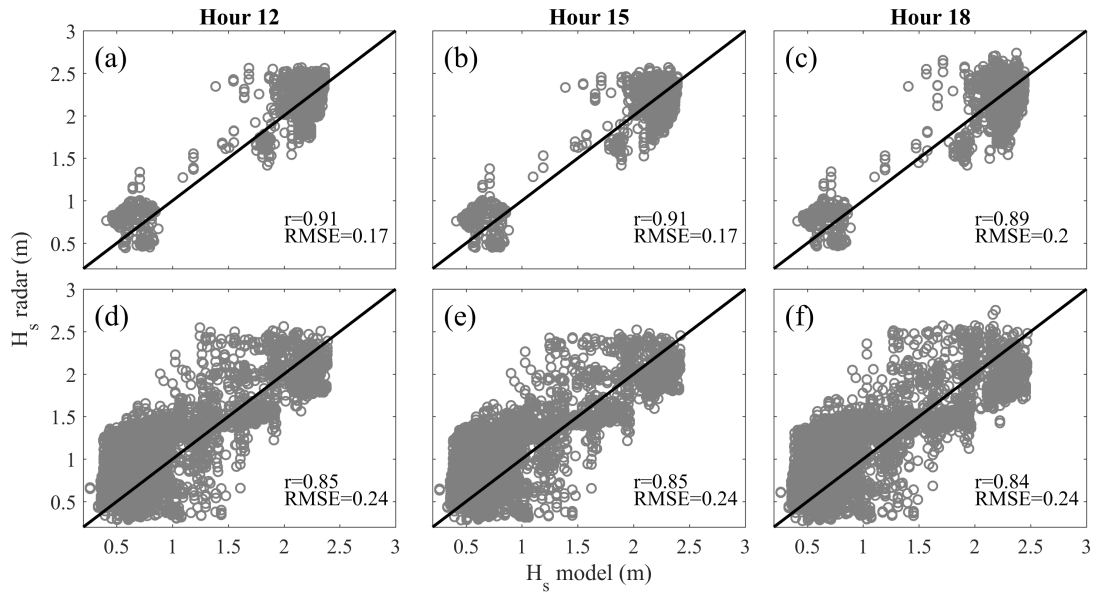 Hour 12
Hour 15
Hour 18
(a)
(b)
(c)
3
2.5
2
1.5
1
0.5
r=0.91
RMSE=0.17
r=0.91
RMSE=0.17
r=0.89
RMSE=0.2
Hs radar (m)
(d)
(e)
(f)
3
2.5
2
1.5
1
0.5
r=0.85
RMSE=0.24
r=0.85
RMSE=0.24
r=0.84
RMSE=0.24
0.5 1 1.5 2 2.5 3
0.5 1 1.5 2 2.5 3
0.5 1 1.5 2 2.5 3
Hs model (m)